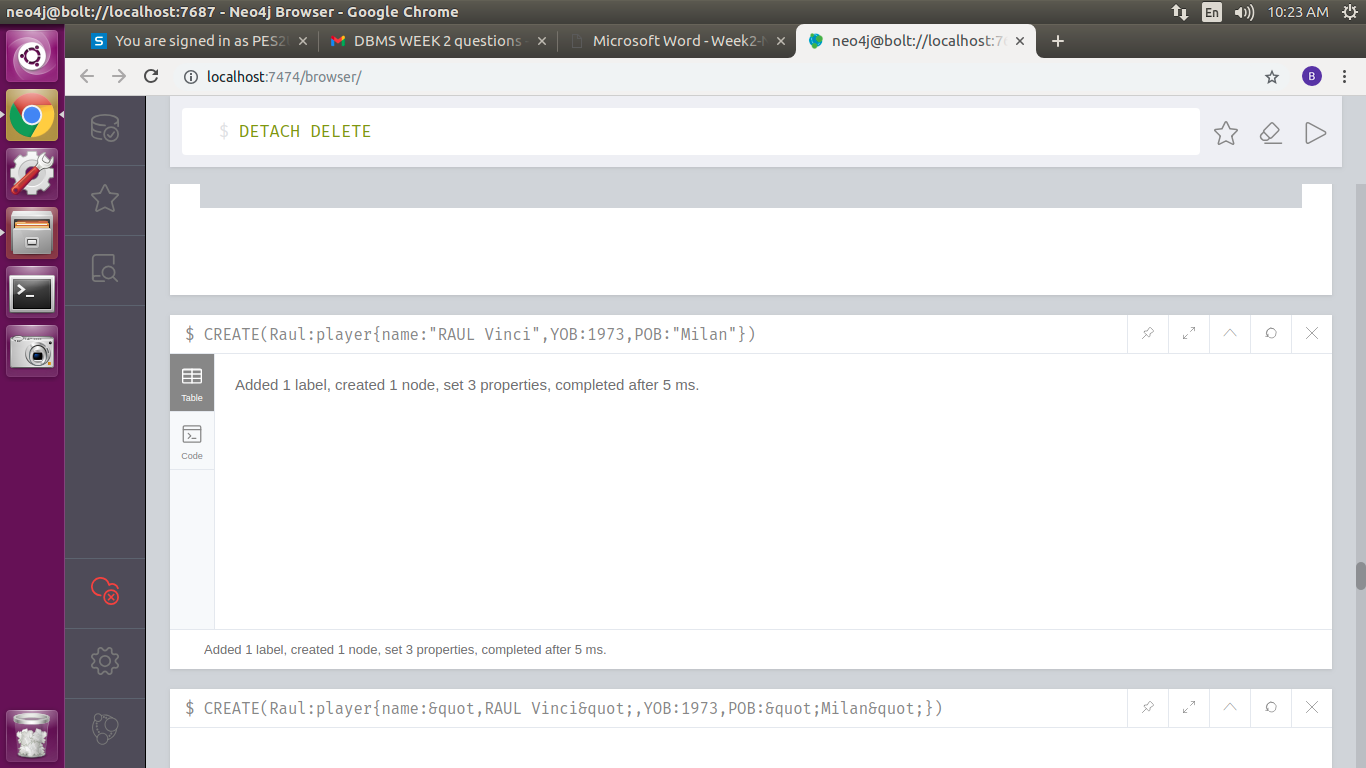 neo4j@bolt://localhost:7687 - Neo4j Browser - Google Chrome
En
10:23 AM
S
You are signed in as PES2
DBMS WEEK 2 questions -
Microsoft Word - Week2-N
neo4j@bolt://localhost:76
localhost:7474/browser/
B
$ DETACH DELETE
$ CREATE(Raul:player{name:"RAUL Vinci",YOB:1973,POB:"Milan"})
Table
Added 1 label, created 1 node, set 3 properties, completed after 5 ms.
Code
Added 1 label, created 1 node, set 3 properties, completed after 5 ms.
$ CREATE(Raul:player{name:&quot,RAUL Vinci&quot;,YOB:1973,POB:&quot;Milan&quot;})